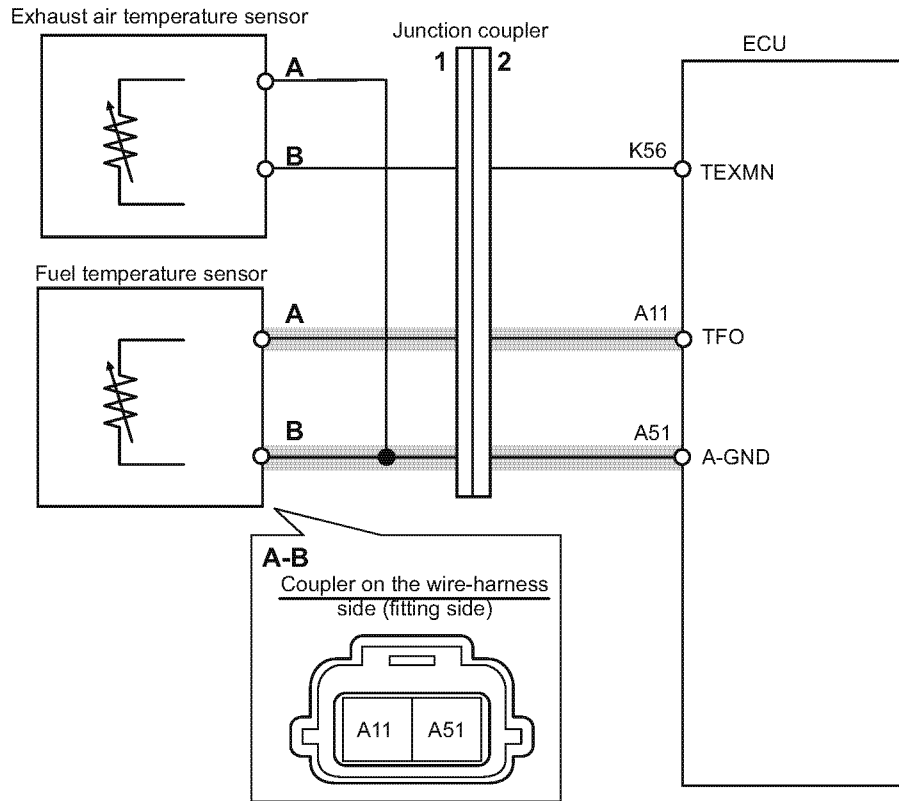 Exhaust air temperature sensor
Junction coupler
1 2
ECU
A
B
K56
TEXMN
Fuel temperature sensor
A
A11
TFO
B
A51
A-GND
A-B
Coupler on the wire-harness
side (fitting side)
A11 A51